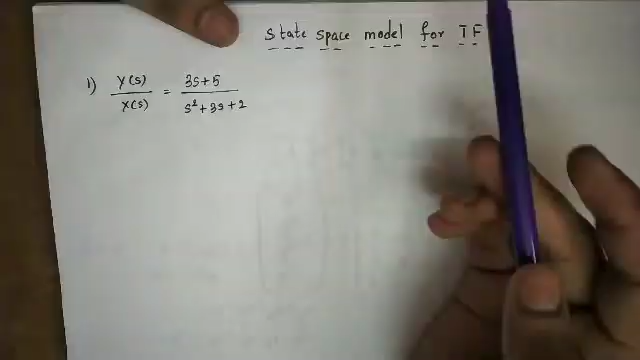 State space model for TF
1) Y(s)/X(s) = 3s+5/s²+3s+2